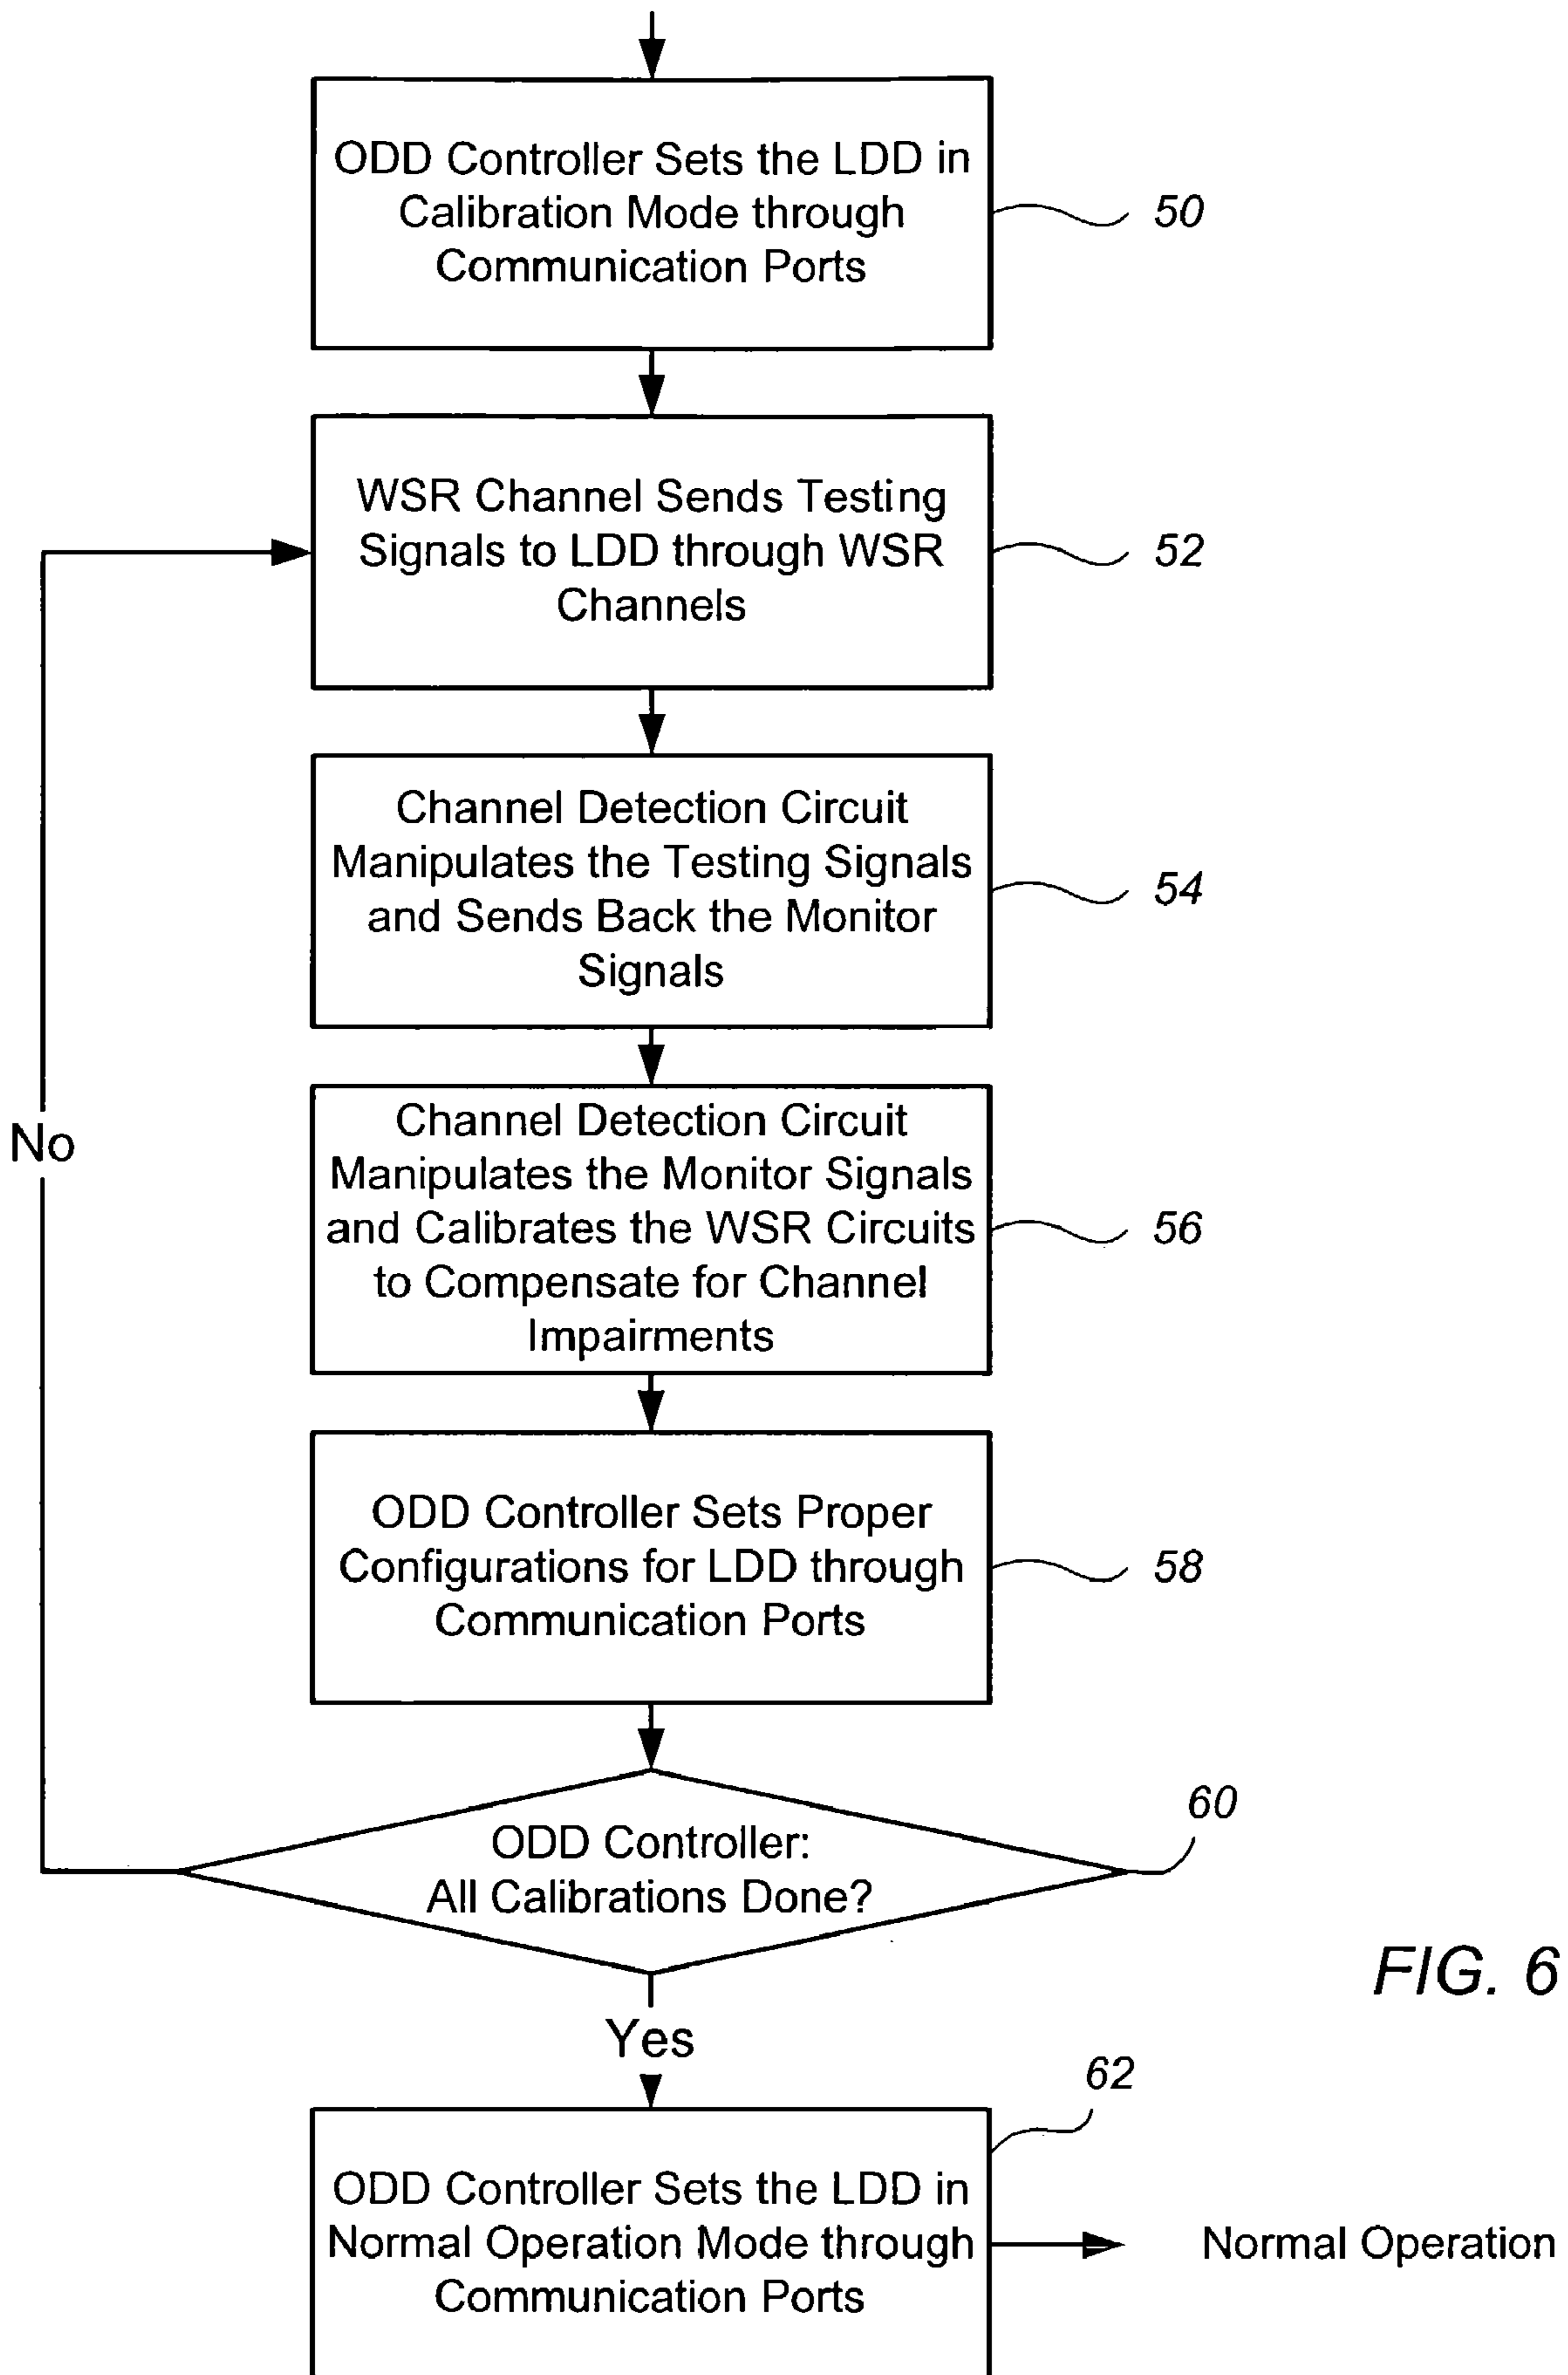 ODD Controller Sets the LDD in
Calibration Mode through
Communication Ports
50
WSR Channel Sends Testing
Signals to LDD through WSR
Channels
52
Channel Detection Circuit
Manipulates the Testing Signals
and Sends Back the Monitor
Signals
54
No
Channel Detection Circuit
Manipulates the Monitor Signals
and Calibrates the WSR Circuits
to Compensate for Channel
Impairments
56
ODD Controller Sets Proper
Configurations for LDD through
Communication Ports
58
ODD Controller:
All Calibrations Done?
60
FIG. 6
Yes
62
ODD Controller Sets the LDD in
Normal Operation Mode through
Communication Ports
Normal Operation